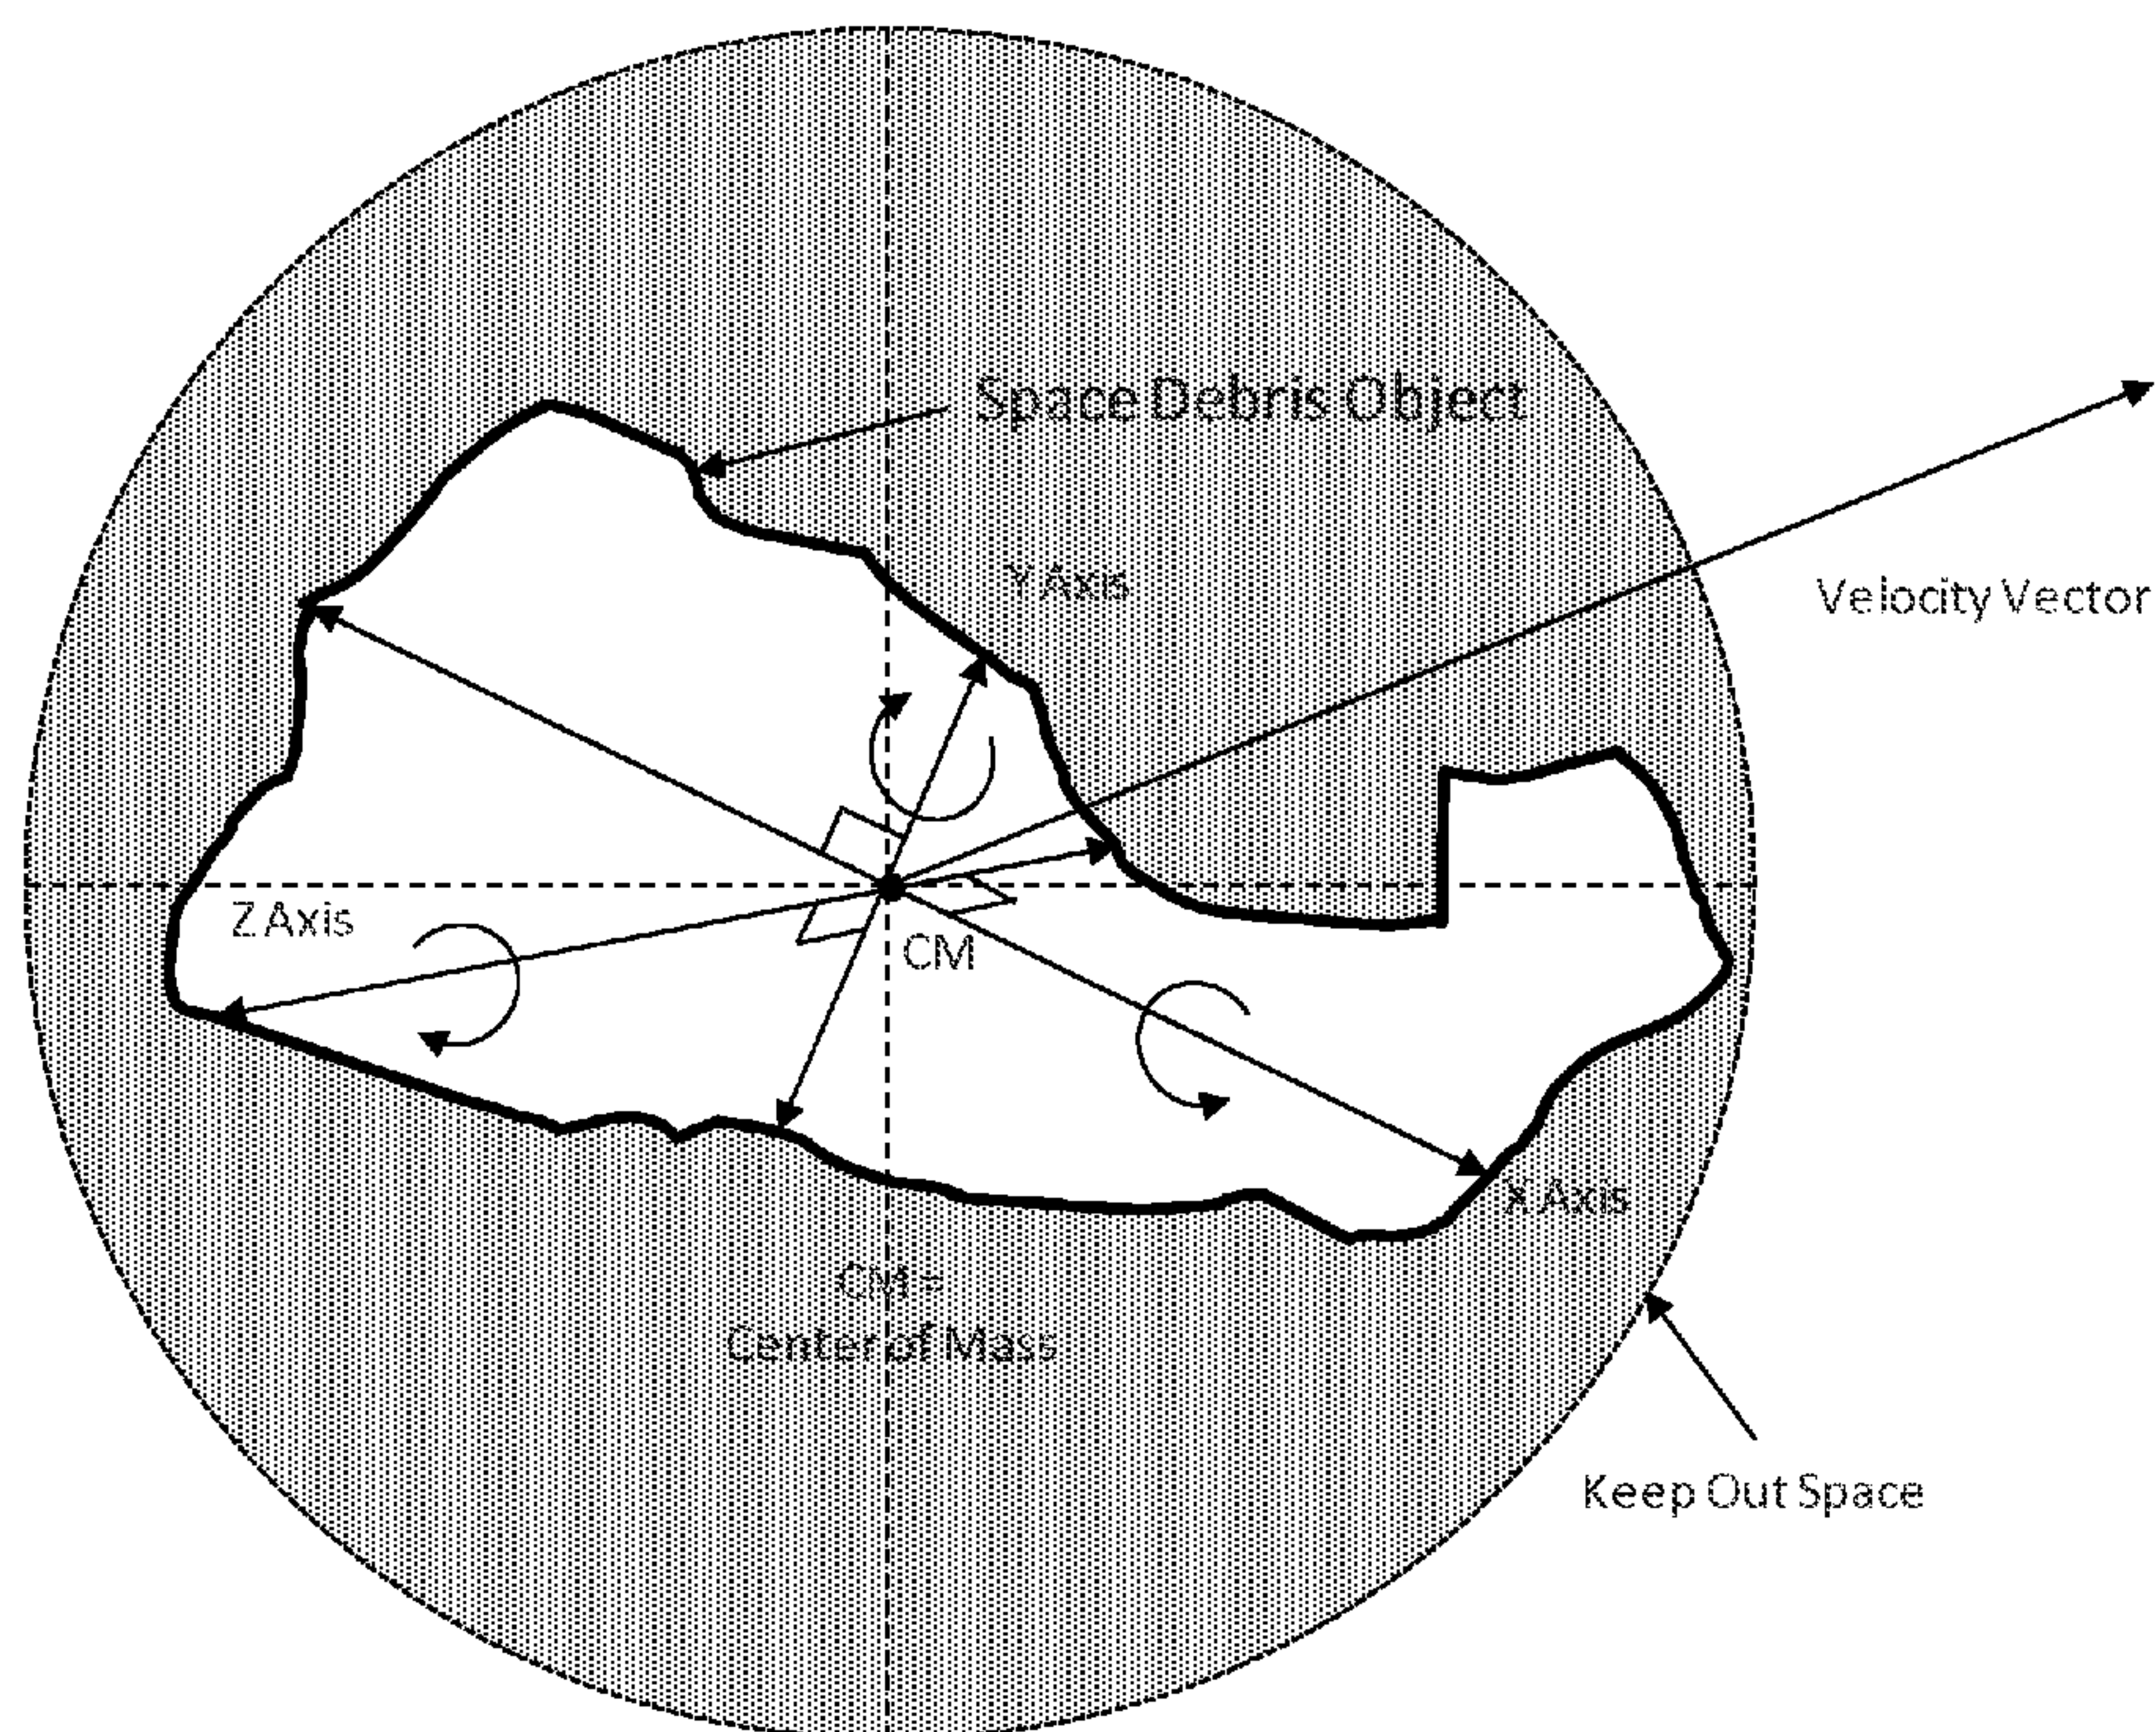 Space Debris Object
Y Axis
Velocity Vector
Z Axis
CM
X Axis
CM =
Center of Mass
Keep Out Space